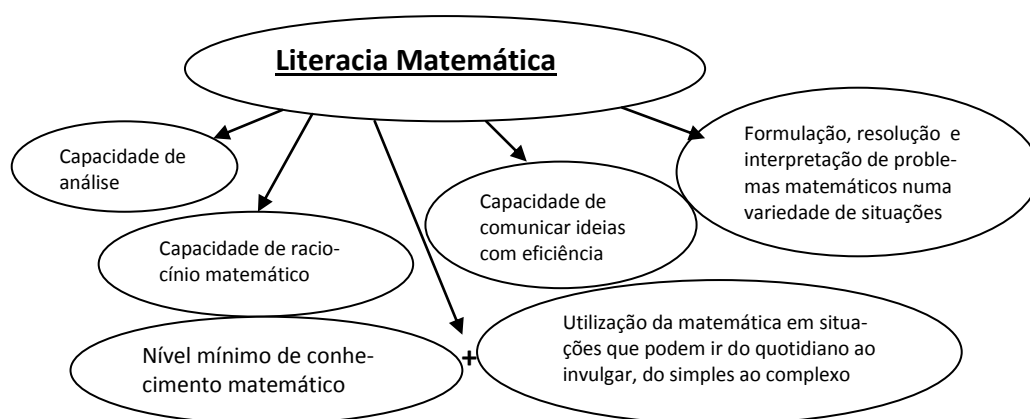 Literacia Matemática
Capacidade de
análise
Capacidade de racio-
cínio matemático
Capacidade de
comunicar ideias
com eficiência
Formulação, resolução e
interpretação de proble-
mas matemáticos numa
variedade de situações
Nível mínimo de conhe-
cimento matemático
+
Utilização da matemática em situa-
ções que podem ir do quotidiano ao
invulgar, do simples ao complexo